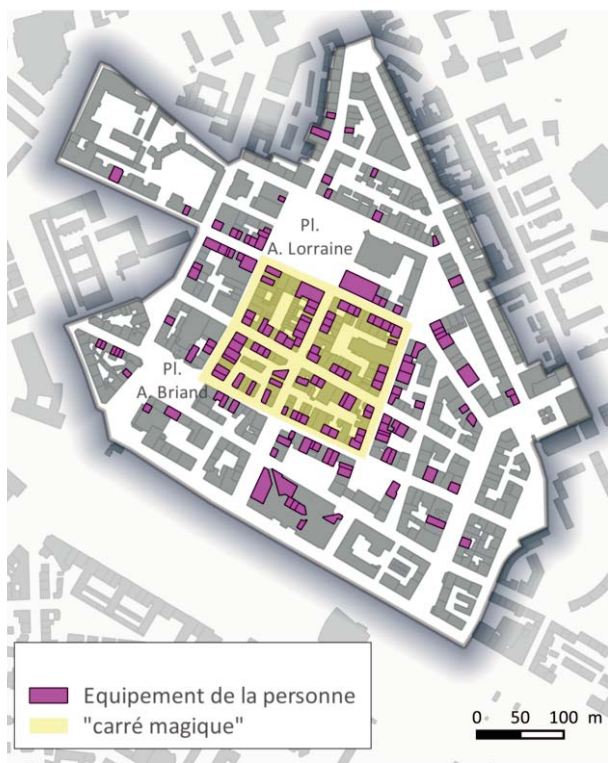 Pl.
A. Lorraine
Pl.
A. Briand
Equipement de la personne
"carré magique"
0 50 100 m